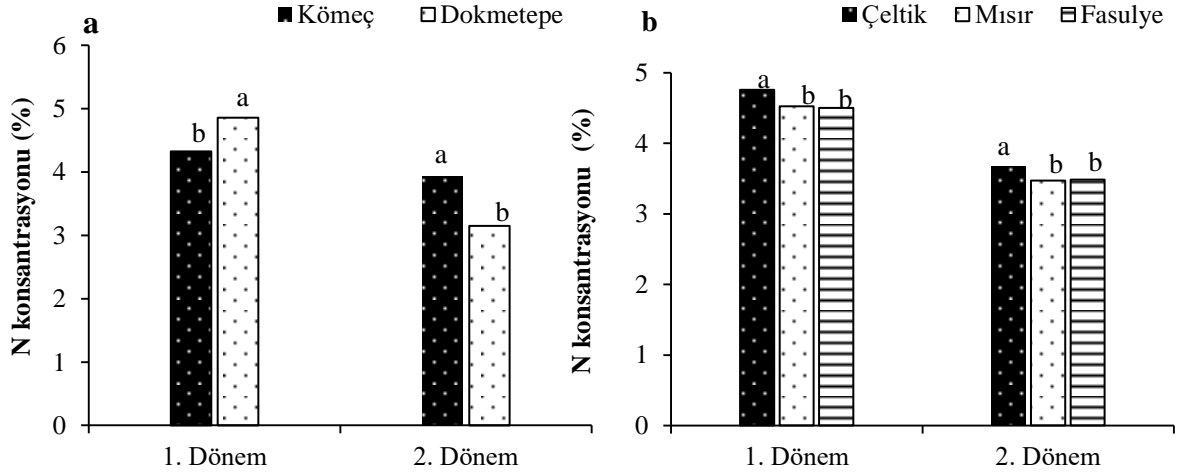 a
Kömeç Dokmetepe
N konsantrasyonu (%)
6
5
4
3
2
1
0
b
a
a
b
1. Dönem
2. Dönem
b
Çeltik Mısır Fasulye
N konsantrasyonu (%)
5
4
3
2
1
0
a
b
b
a
b
b
1. Dönem
2. Dönem